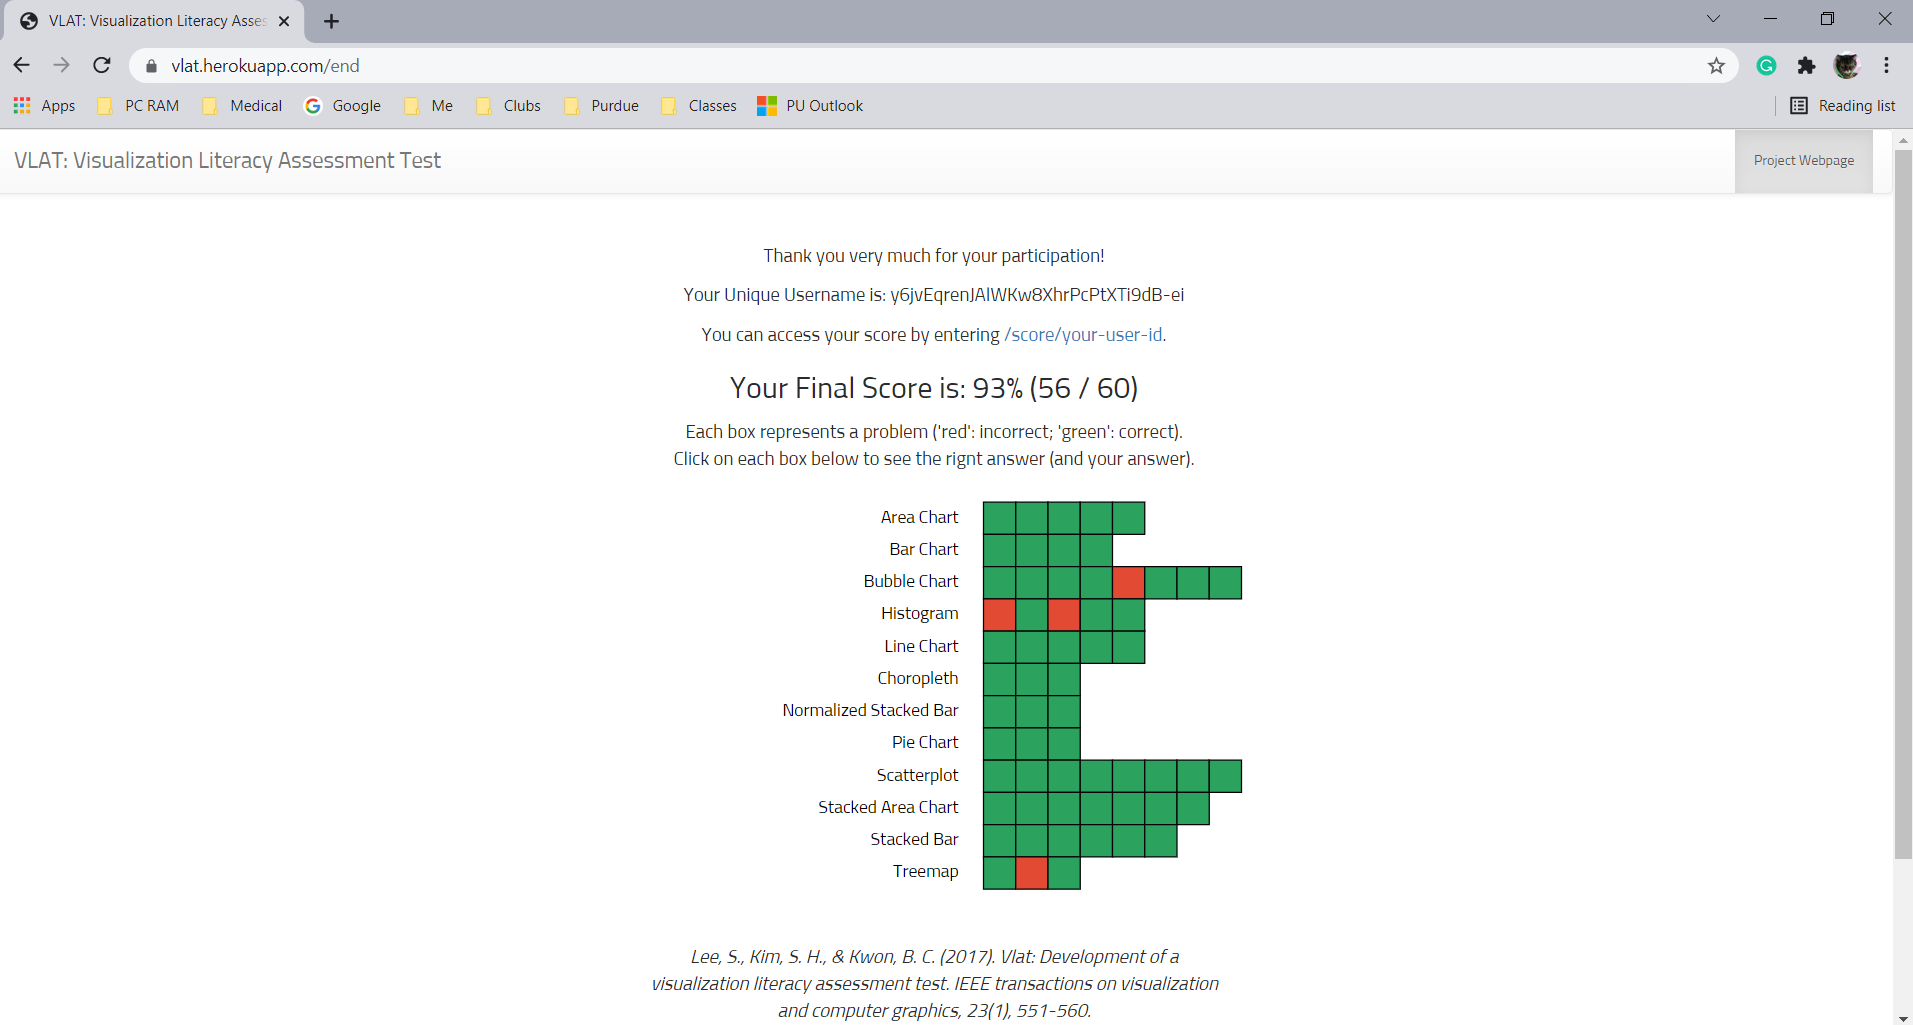 VLAT: Visualization Literacy Asses
vlat.herokuapp.com/end
Apps PC RAM Medical Google Me Clubs Purdue Classes PU Outlook Reading list
VLAT: Visualization Literacy Assessment Test Project Webpage
Thank you very much for your participation!
Your Unique Username is: y6jvEqrenJAlWKw8XhrPcPtXTi9dB-ei
You can access your score by entering /score/your-user-id.
Your Final Score is: 93% (56 / 60)
Each box represents a problem ('red': incorrect; 'green': correct).
Click on each box below to see the rignt answer (and your answer).
Area Chart
Bar Chart
Bubble Chart
Histogram
Line Chart
Choropleth
Normalized Stacked Bar
Pie Chart
Scatterplot
Stacked Area Chart
Stacked Bar
Treemap
Lee, S., Kim, S. H., & Kwon, B. C. (2017). Vlat: Development of a
visualization literacy assessment test. IEEE transactions on visualization
and computer graphics, 23(1), 551-560.